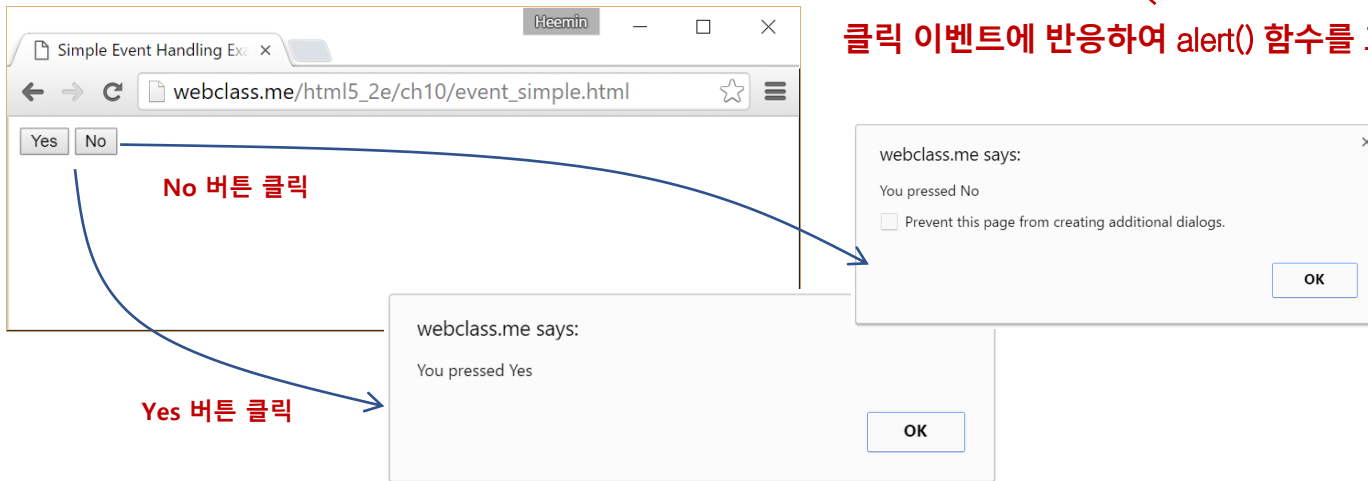 Heemin
Simple Event Handling Exa
webclass.me/html5_2e/ch10/event_simple.html
Yes No
클릭 이벤트에 반응하여 alert() 함수를
No 버튼 클릭
webclass.me says:
You pressed No
Prevent this page from creating additional dialogs.
OK
webclass.me says:
You pressed Yes
OK
Yes 버튼 클릭